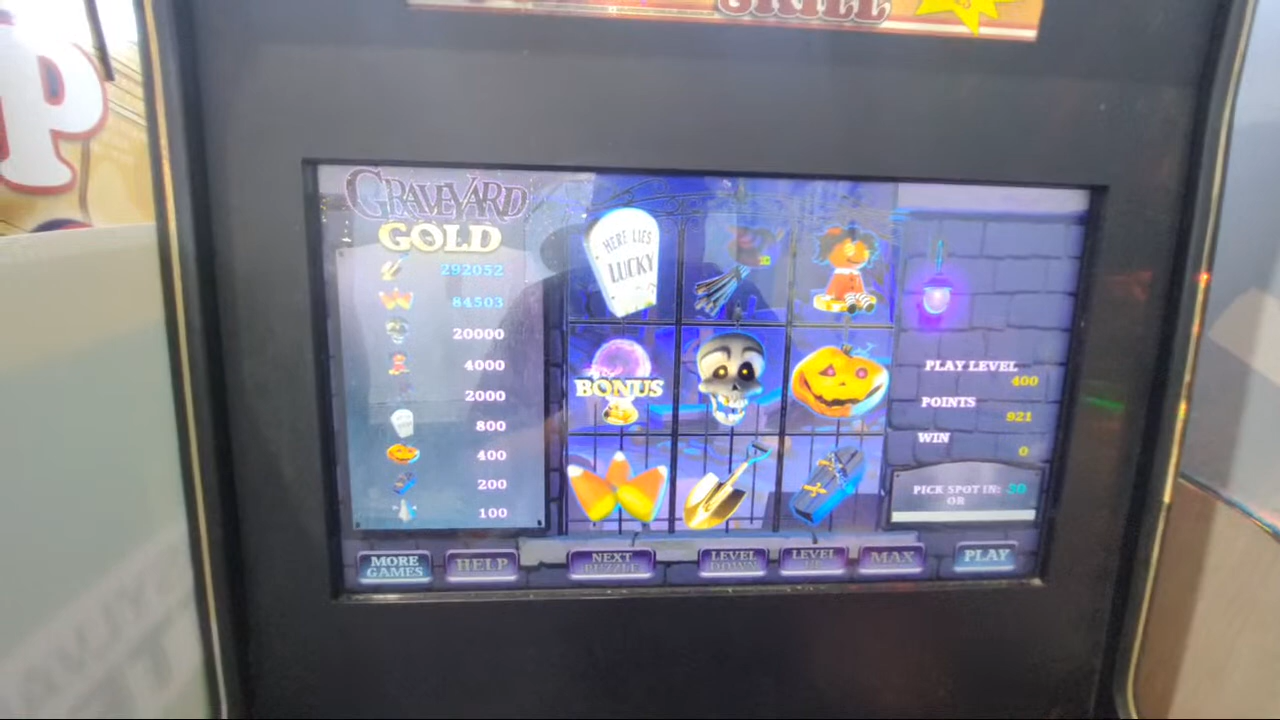 SKILL
p
GRAVEYARD
GOLD
292052
84503
20000
4000
2000
800
400
200
100
HERE LIES
LUCKY
BONUS
PLAY LEVEL
400
POINTS
921
WIN
0
PICK SPOT IN: 30
OR
MORE
GAMES
HELP
NEXT
PUZZLE
LEVEL
DOWN
LEVEL
UP
MAX
PLAY